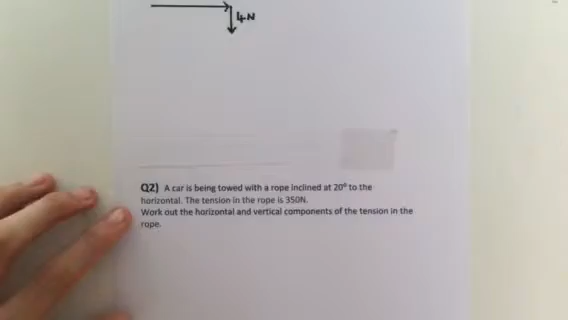 4N
Q2) A car is being towed with a rope inclined at 20⁰ to the
horizontal. The tension in the rope is 350N.
Work out the horizontal and vertical components of the tension in the
rope.